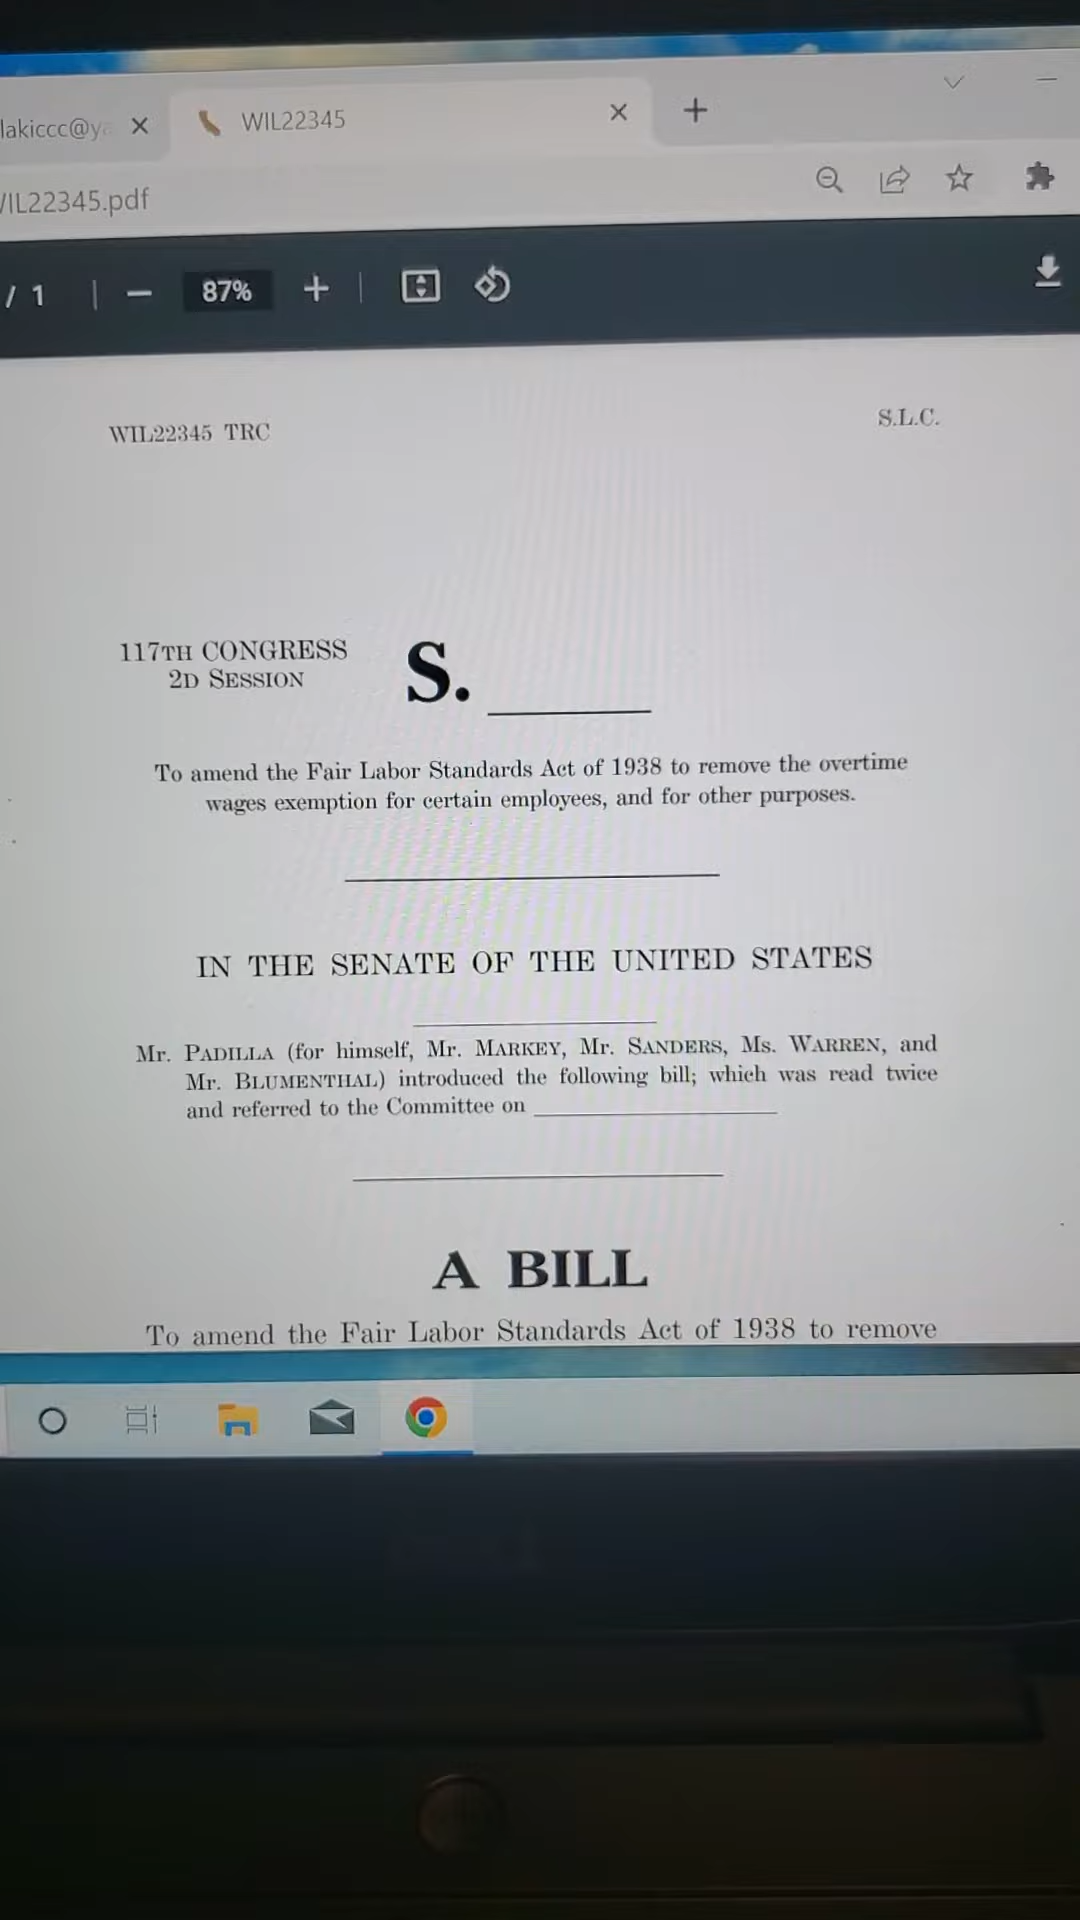 lakiccc@y
WIL22345
WIL22345.pdf
/ 1
87%
WIL22345 TRC
S.L.C.
117TH CONGRESS
2D SESSION
S.
To amend the Fair Labor Standards Act of 1938 to remove the overtime
wages exemption for certain employees, and for other purposes.
IN THE SENATE OF THE UNITED STATES
Mr. PADILLA (for himself, Mr. MARKEY, Mr. SANDERS, Ms. WARREN, and
Mr. BLUMENTHAL) introduced the following bill; which was read twice
and referred to the Committee on
A BILL
To amend the Fair Labor Standards Act of 1938 to remove